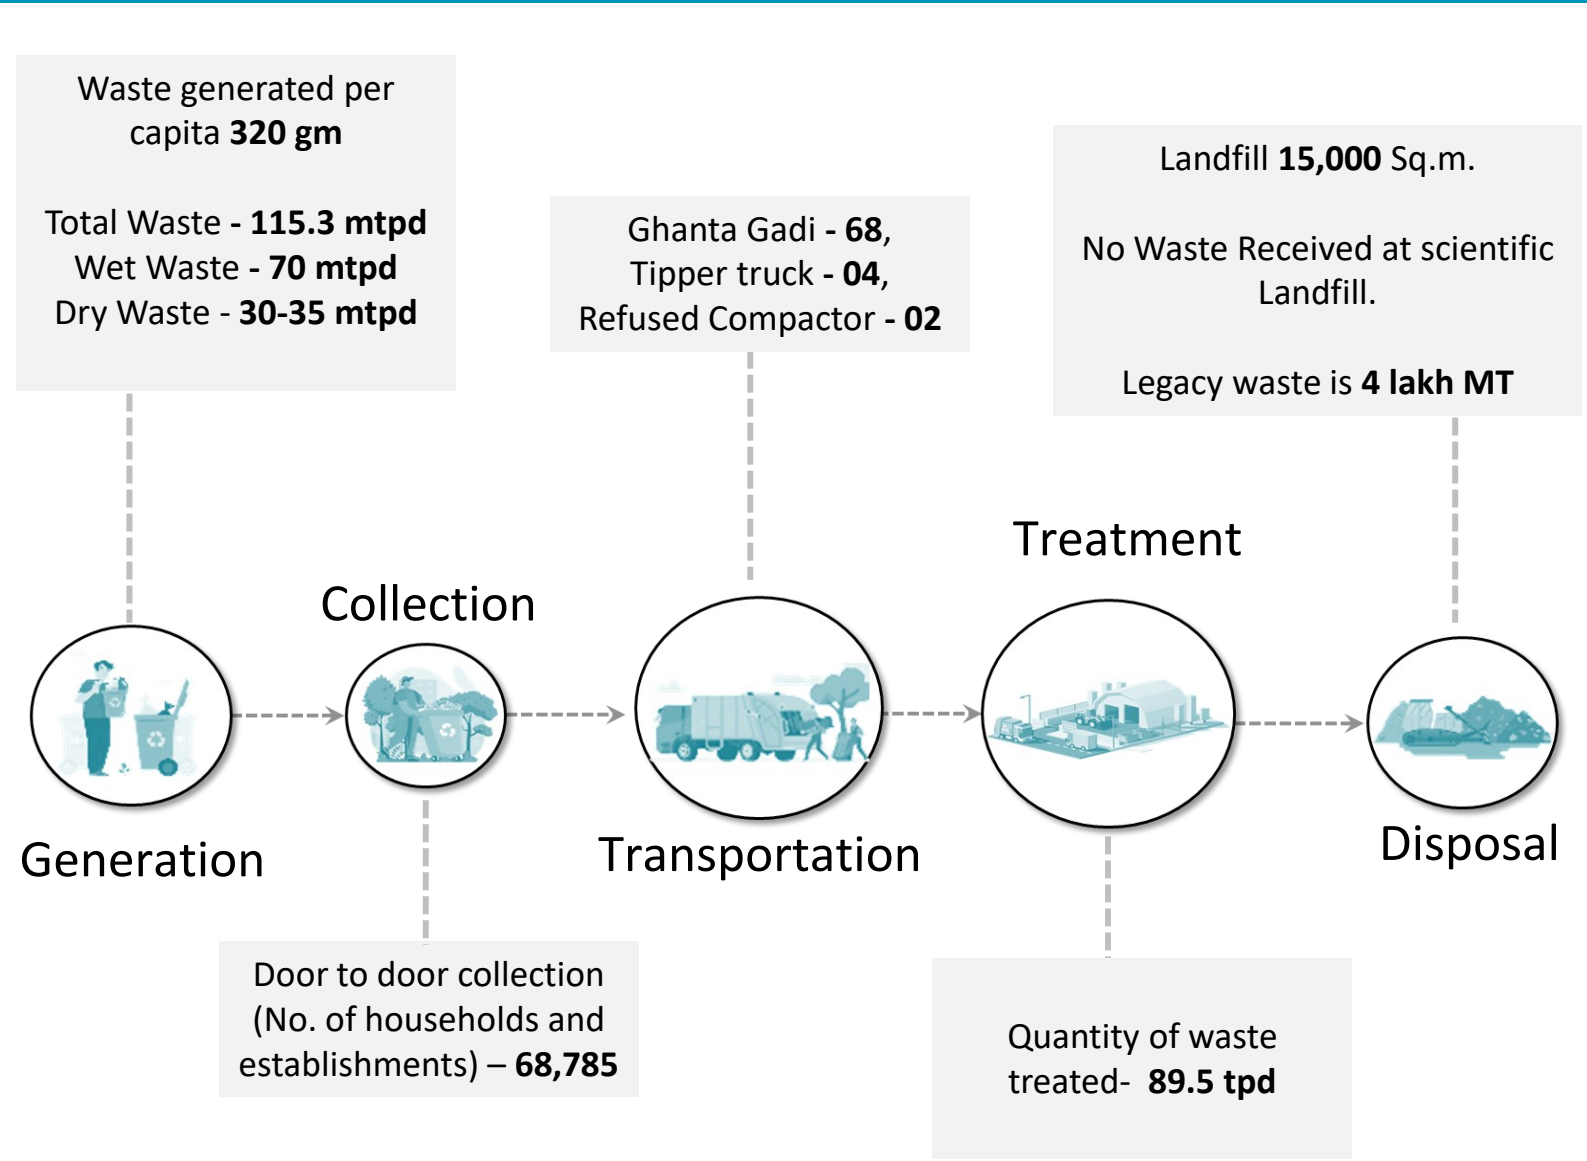 Waste generated per
capita 320 gm
Total Waste - 115.3 mtpd
Wet Waste - 70 mtpd
Dry Waste - 30-35 mtpd
Ghanta Gadi - 68,
Tipper truck - 04,
Refused Compactor - 02
Landfill 15,000 Sq.m.
No Waste Received at scientific
Landfill.
Legacy waste is 4 lakh MT
Generation
Collection
Transportation
Treatment
Disposal
Door to door collection
(No. of households and
establishments) – 68,785
Quantity of waste
treated- 89.5 tpd